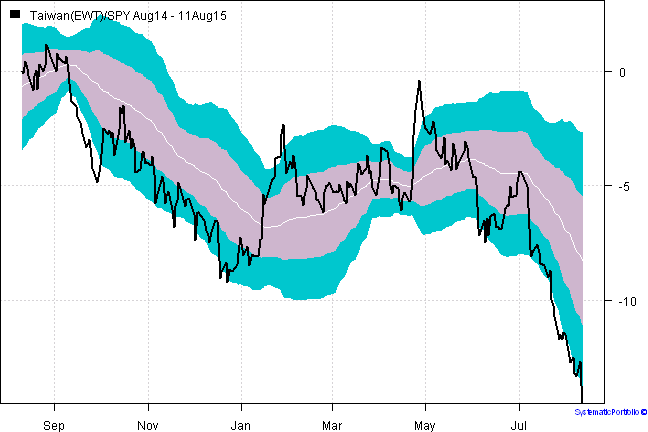 Taiwan(EWT)/SPY Aug14 - 11Aug15
0
-5
-10
Sep Nov Jan Mar May Jul
SystematicPortfolio ©